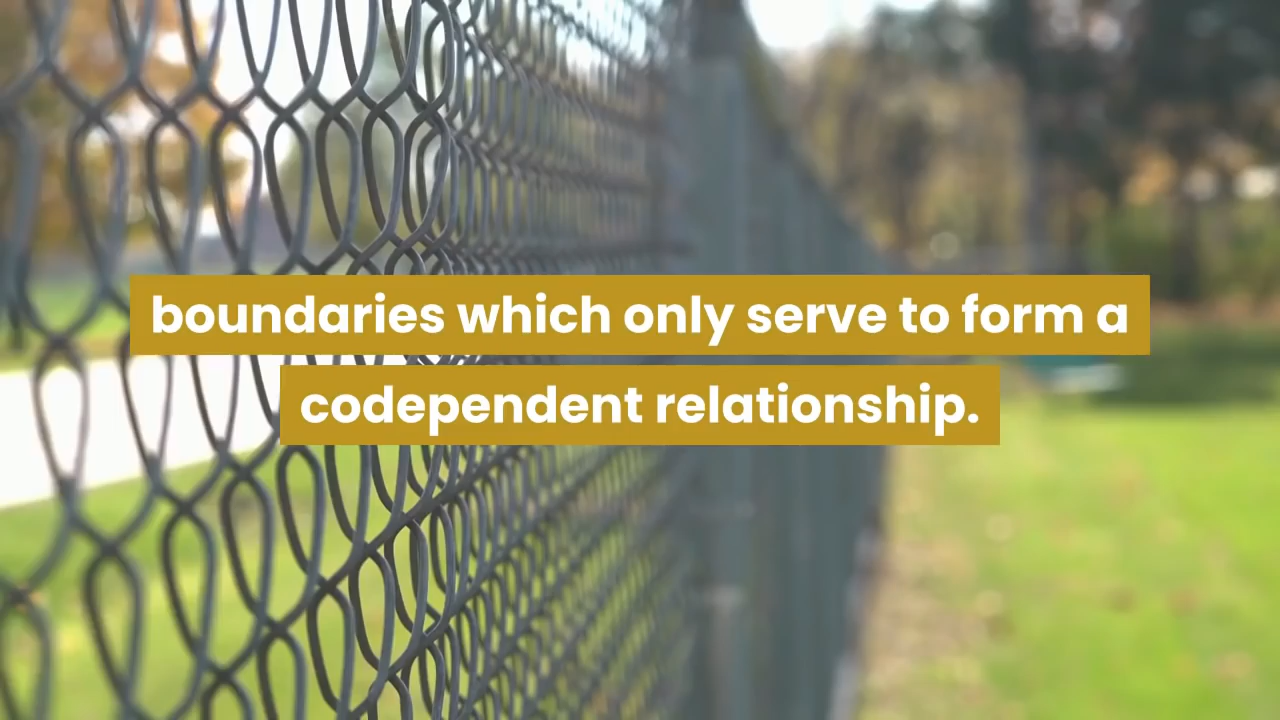 boundaries which only serve to form a
codependent relationship.